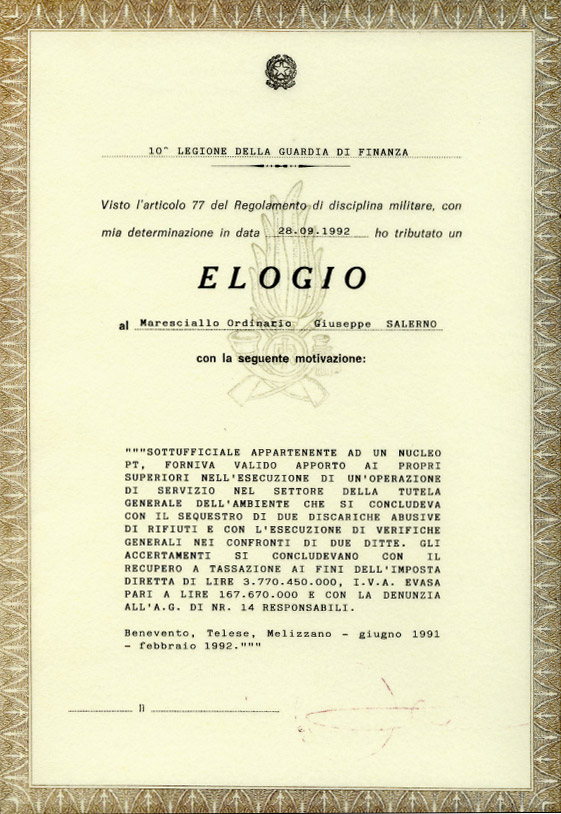 10^ LEGIONE DELLA GUARDIA DI FINANZA
Visto l'articolo 77 del Regolamento di disciplina militare, con
mia determinazione in data 28.09.1992 ho tributato un
ELOGIO
al Maresciallo Ordinario Giuseppe SALERNO
con la seguente motivazione:
"""SOTTUFFICIALE APPARTENENTE AD UN NUCLEO
PT, FORNIVA VALIDO APPORTO AI PROPRI
SUPERIORI NELL'ESECUZIONE DI UN'OPERAZIONE
DI SERVIZIO NEL SETTORE DELLA TUTELA
GENERALE DELL'AMBIENTE CHE SI CONCLUDEVA
CON IL SEQUESTRO DI DUE DISCARICHE ABUSIVE
DI RIFIUTI E CON L'ESECUZIONE DI VERIFICHE
GENERALI NEI CONFRONTI DI DUE DITTE. GLI
ACCERTAMENTI SI CONCLUDEVANO CON IL
RECUPERO A TASSAZIONE AI FINI DELL'IMPOSTA
DIRETTA DI LIRE 3.770.450.000, I.V.A. EVASA
PARI A LIRE 167.670.000 E CON LA DENUNZIA
ALL'A.G. DI NR. 14 RESPONSABILI.
Benevento, Telese, Melizzano - giugno 1991
- febbraio 1992."""
lì